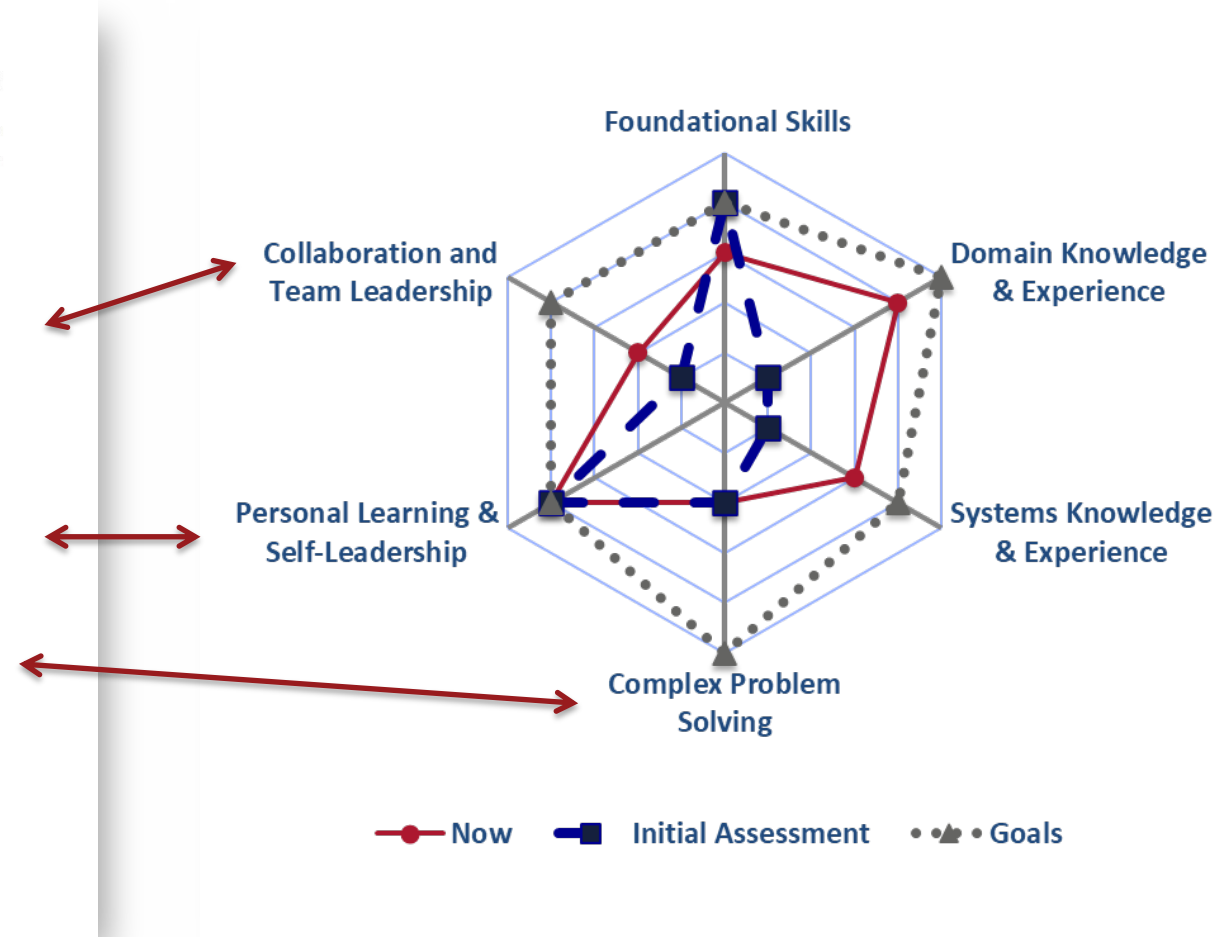 Foundational Skills
Collaboration and
Team Leadership
Domain Knowledge
& Experience
Personal Learning &
Self-Leadership
Systems Knowledge
& Experience
Complex Problem
Solving
Now
Initial Assessment
Goals